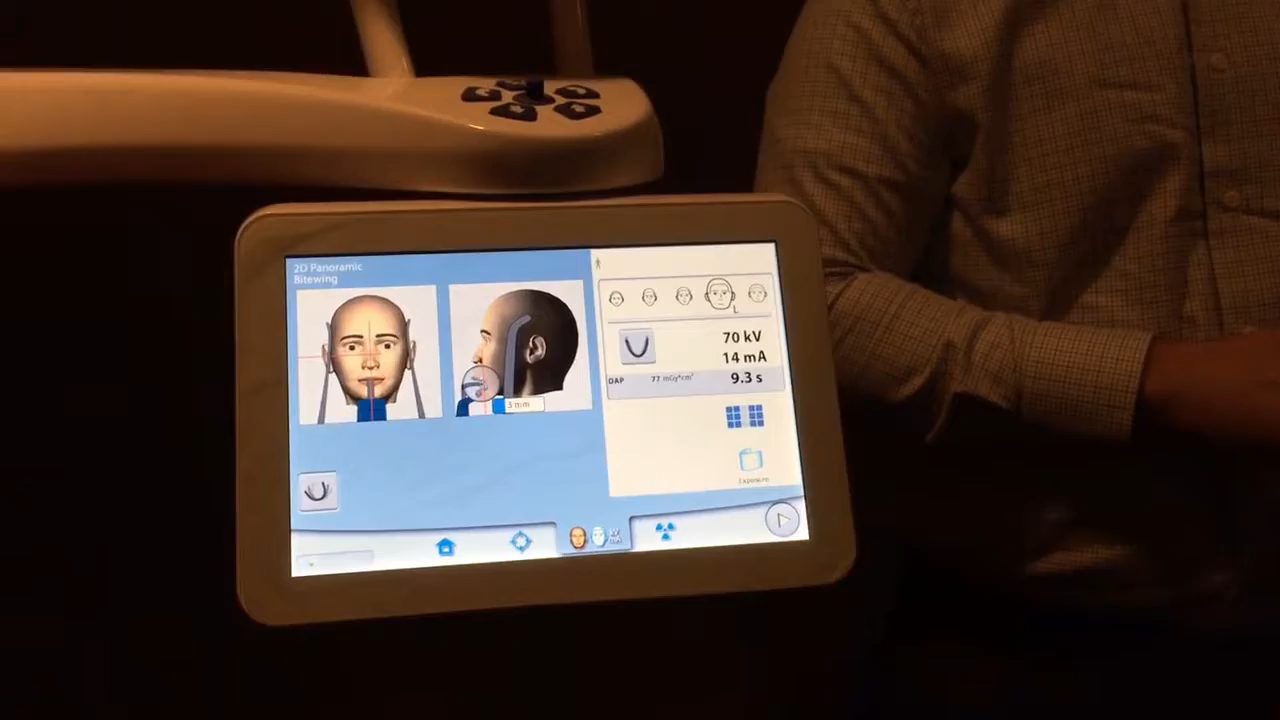 2D Panoramic
Bitewing
L
70 kV
14 mA
DAP 77 mGy*cm² 9.3 s
3 mm
Exposure